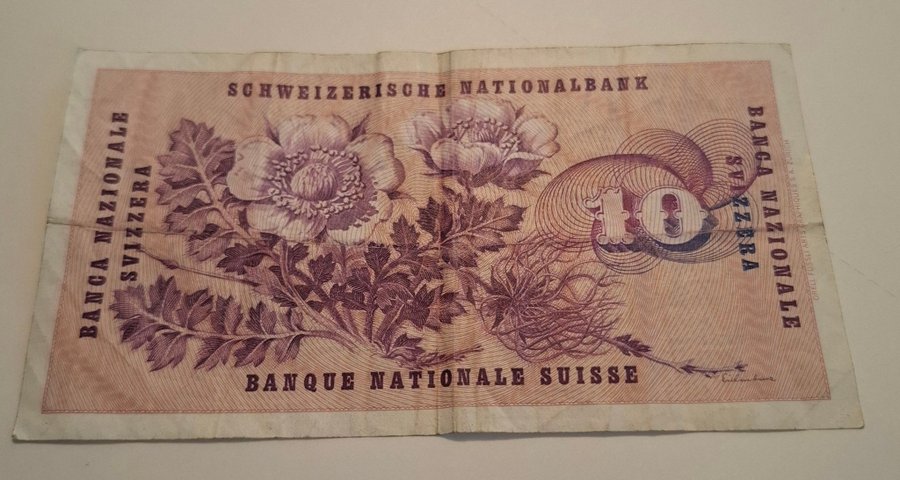 SCHWEIZERISCHE NATIONALBANK
BANCA NAZIONALE
SVIZZERA
10
BANCA NAZIONALE
SVIZZERA
BANQUE NATIONALE SUISSE